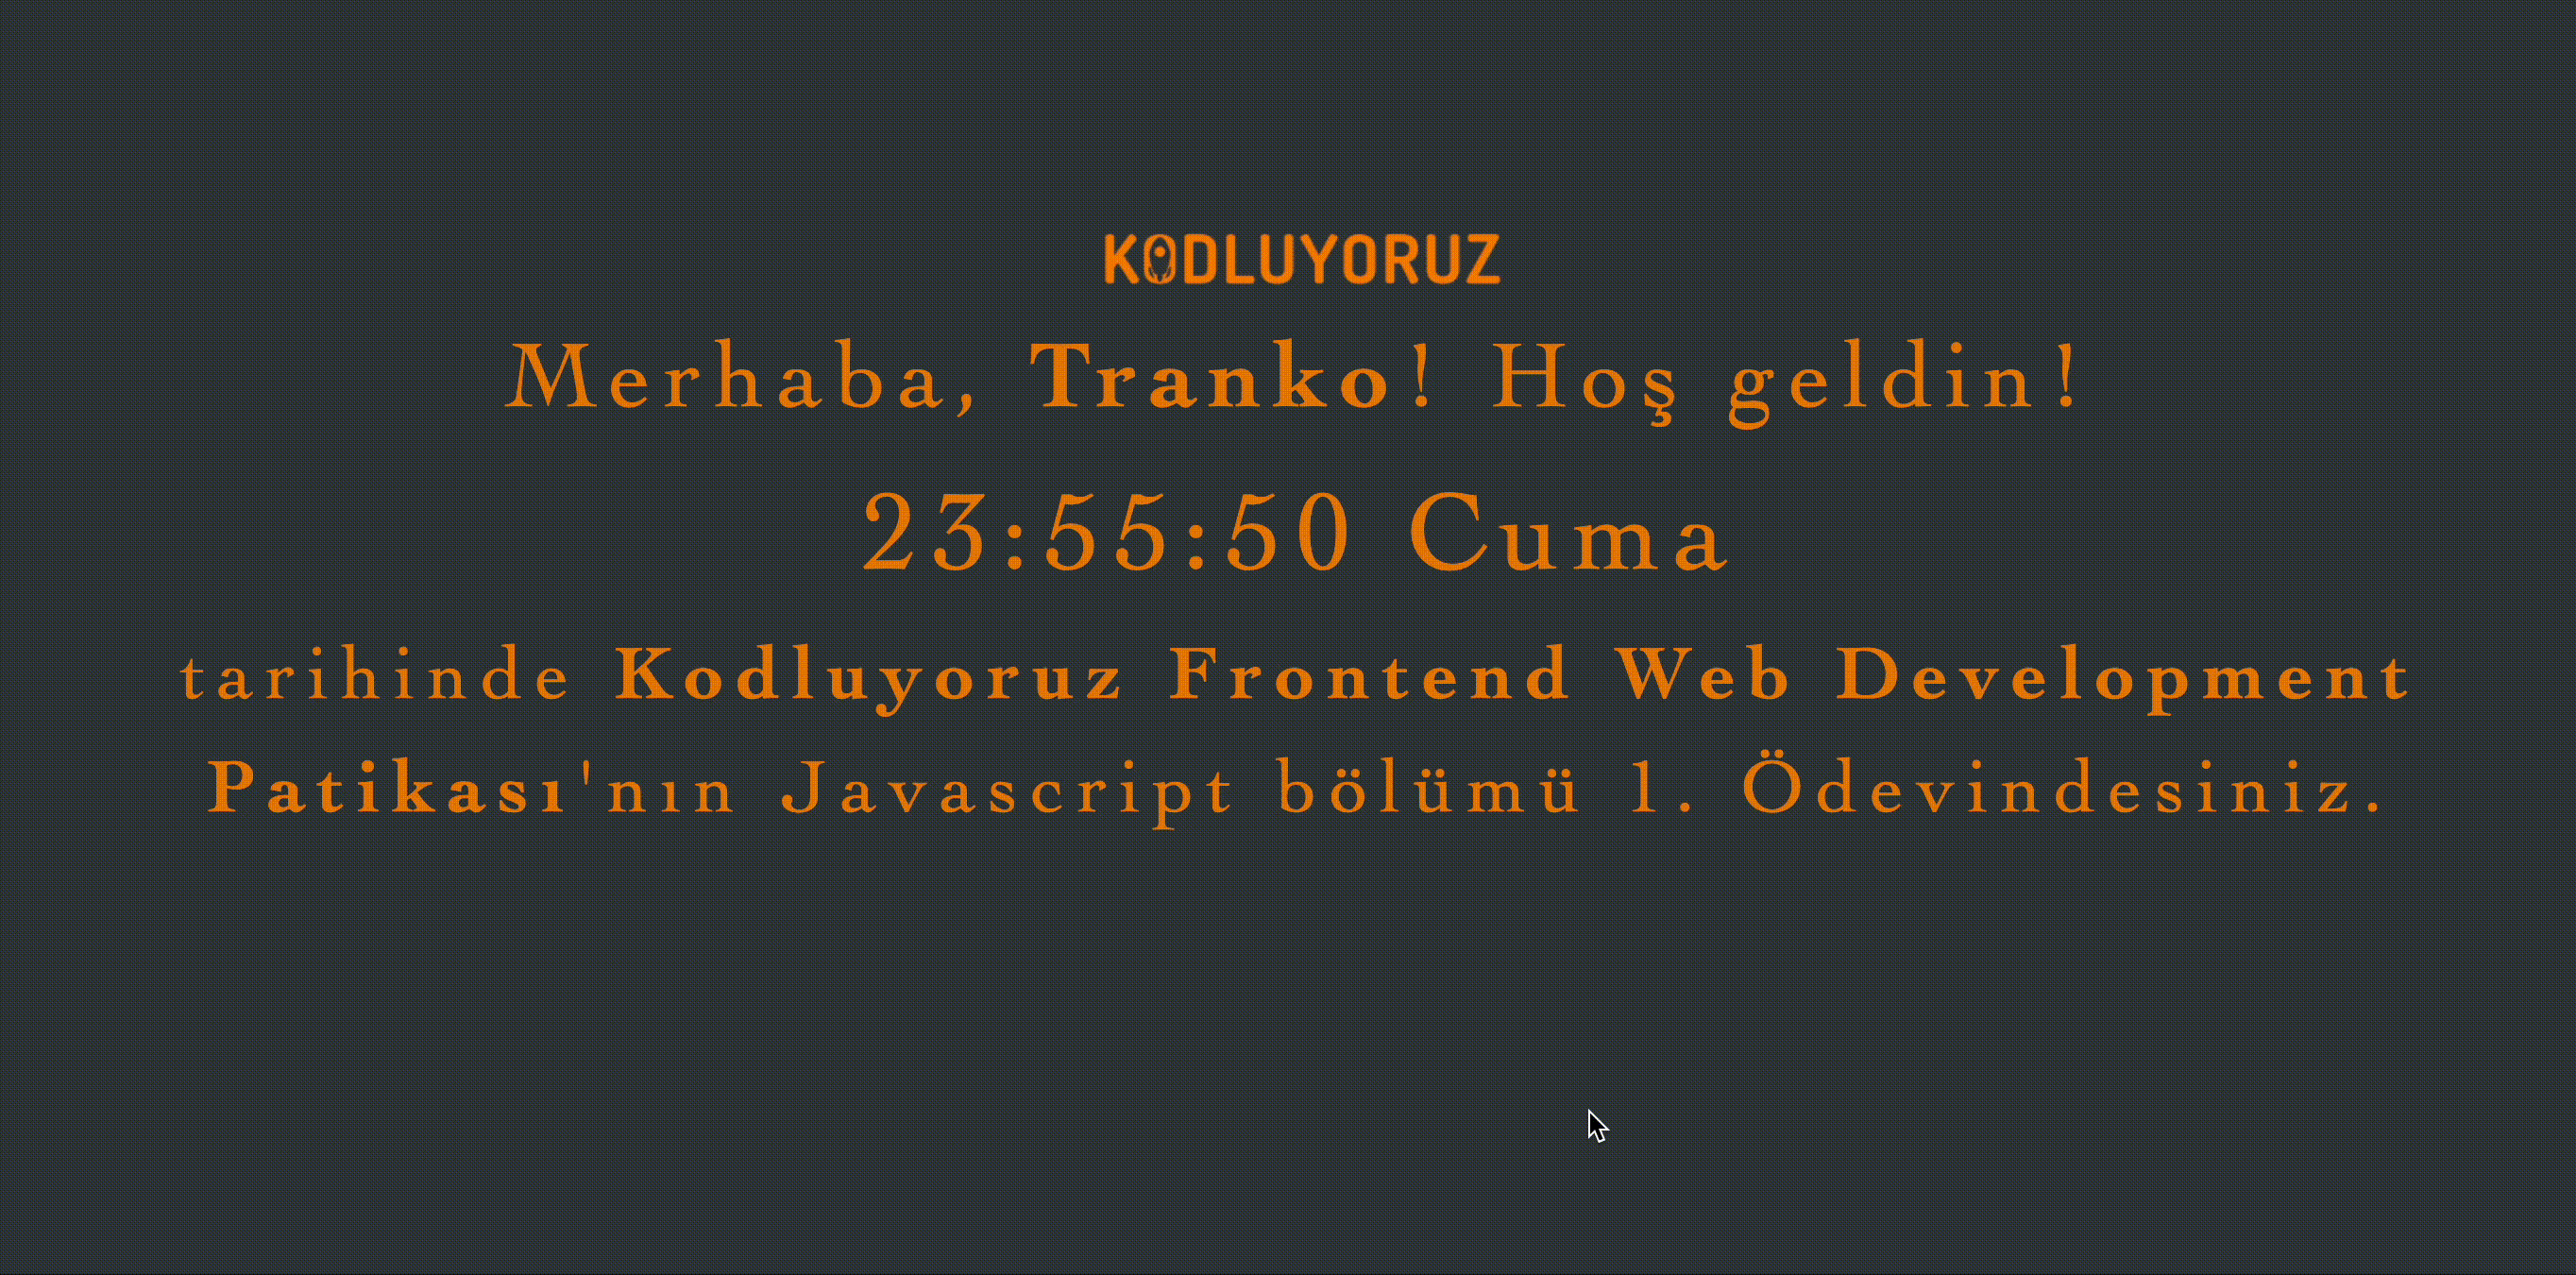 KODLUYORUZ
Merhaba, Tranko! Hoş geldin!
23:55:50 Cuma
tarihinde Kodluyoruz Frontend Web Development
Patikası'nın Javascript bölümü 1. Ödevindesiniz.